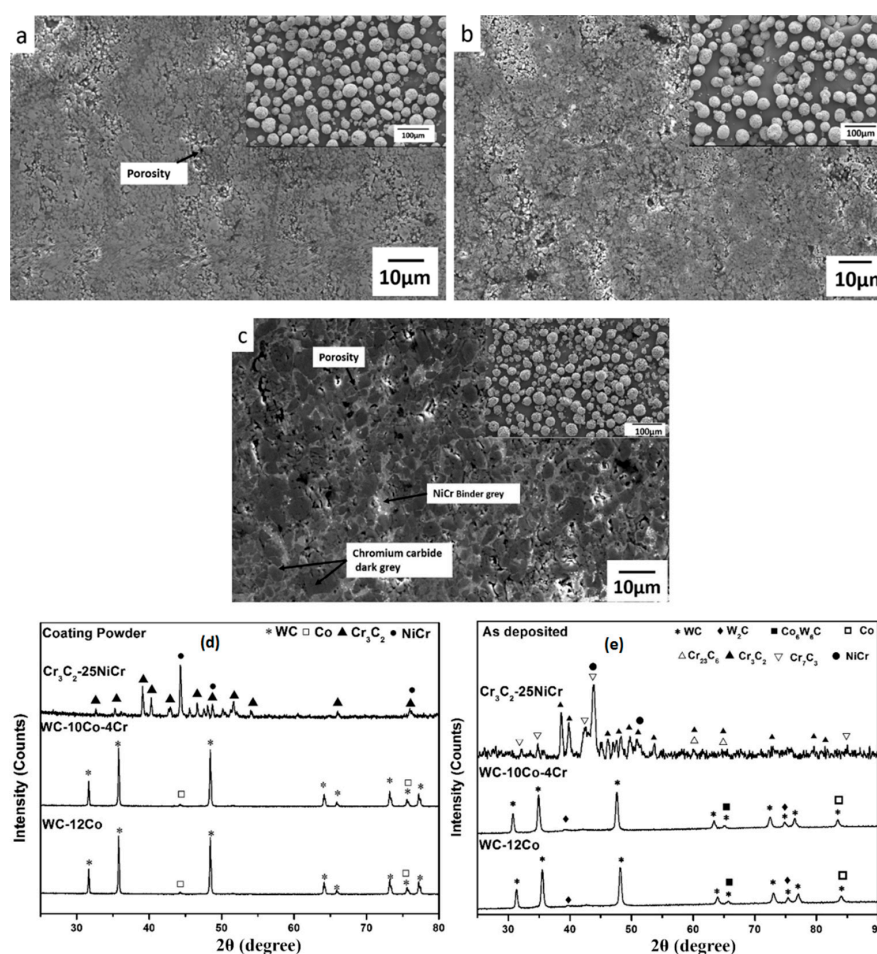 a
100μm
Porosity
10μm
b
100μm
10μm
c
Porosity
100μm
NiCr Binder grey
Chromium carbide
dark grey
10μm
Coating Powder
(d)
* WC □ Co ▲ Cr₃C₂ ● NiCr
Cr₃C₂-25NiCr
WC-10Co-4Cr
WC-12Co
Intensity (Counts)
30 40 50 60 70 80
2θ (degree)
As deposited
(e)
* WC ♦ W₂C ■ Co₆W₆C □ Co
△ Cr₂₃C₆ ▲ Cr₃C₂ ▽ Cr₇C₃ ● NiCr
Cr₃C₂-25NiCr
WC-10Co-4Cr
WC-12Co
Intensity (Counts)
30 40 50 60 70 80 90
2θ (degree)